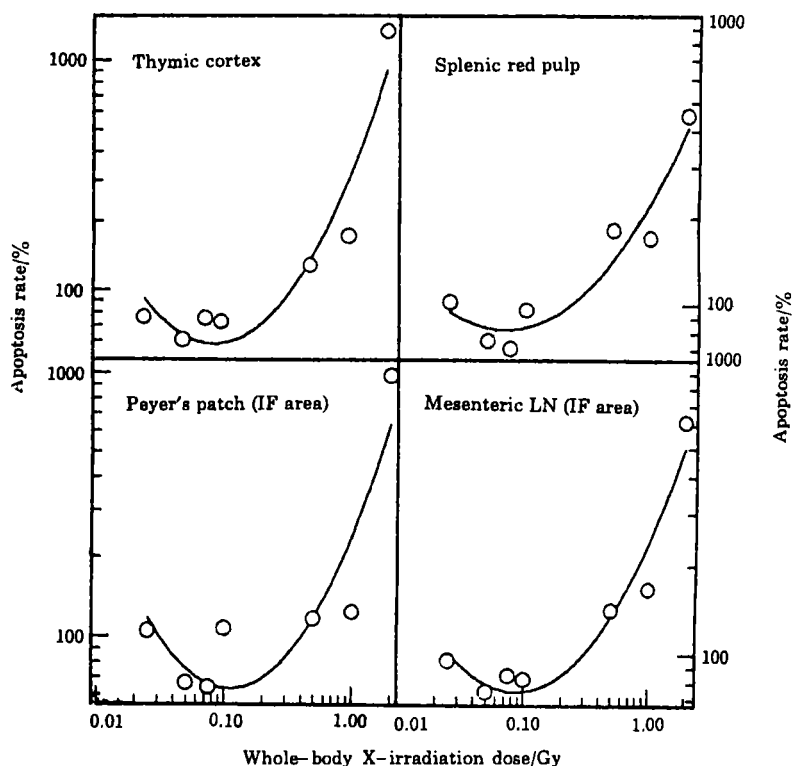 1000
Thymic cortex
Splenic red pulp
1000
100
100
Apoptosis rate/%
Apoptosis rate/%
1000
1000
Peyer's patch (IF area)
Mesenteric LN (IF area)
100
100
0.01
0.10
1.00
0.01
0.10
1.00
Whole-body X-irradiation dose/Gy